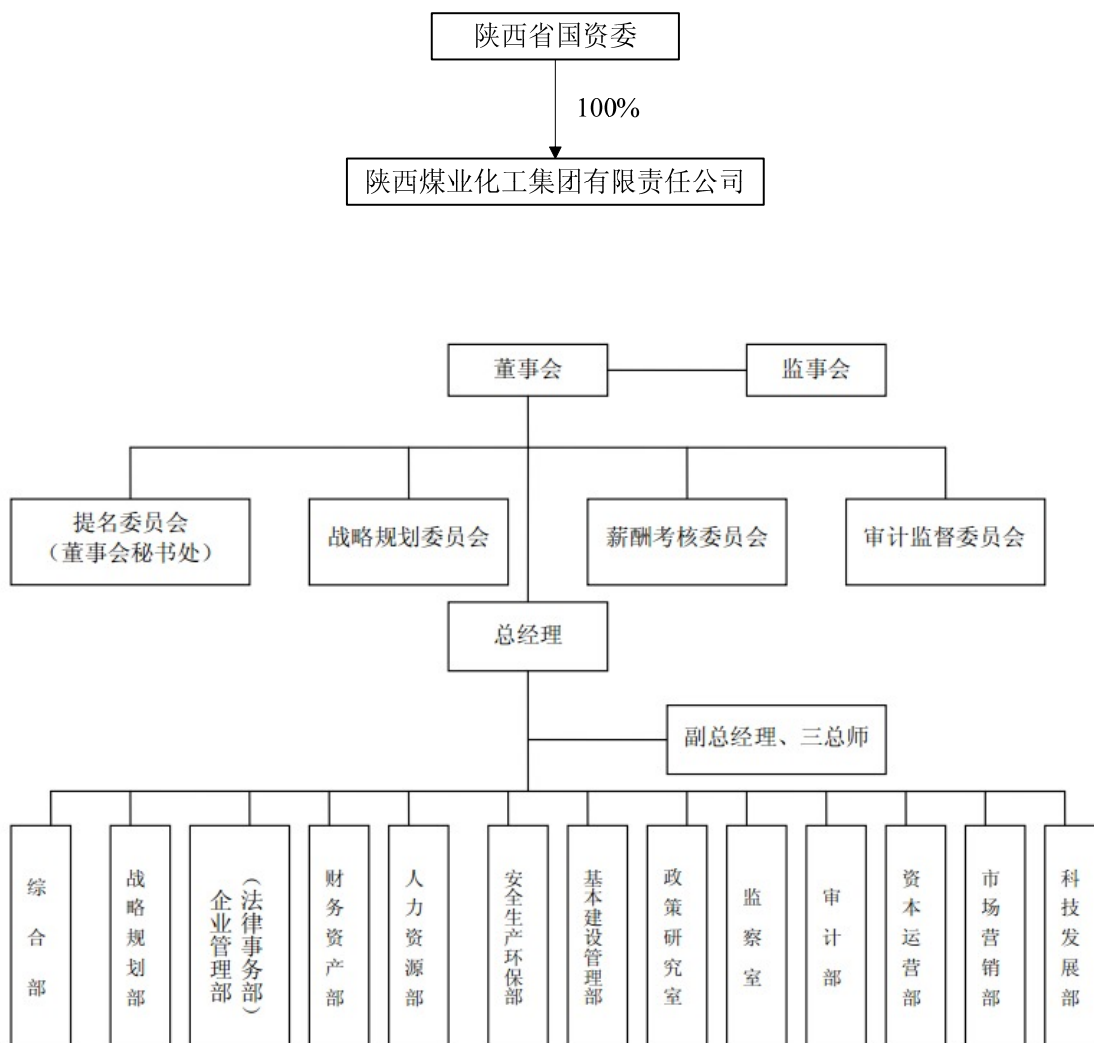 陕西省国资委
100%
陕西煤业化工集团有限责任公司
董事会
监事会
提名委员会
（董事会秘书处）
战略规划委员会
薪酬考核委员会
审计监督委员会
总经理
副总经理、三总师
综合部
战略规划部
企业管理部
（法律事务部）
财务资产部
人力资源部
安全生产环保部
基本建设管理部
政策研究室
监察室
审计部
资本运营部
市场营销部
科技发展部